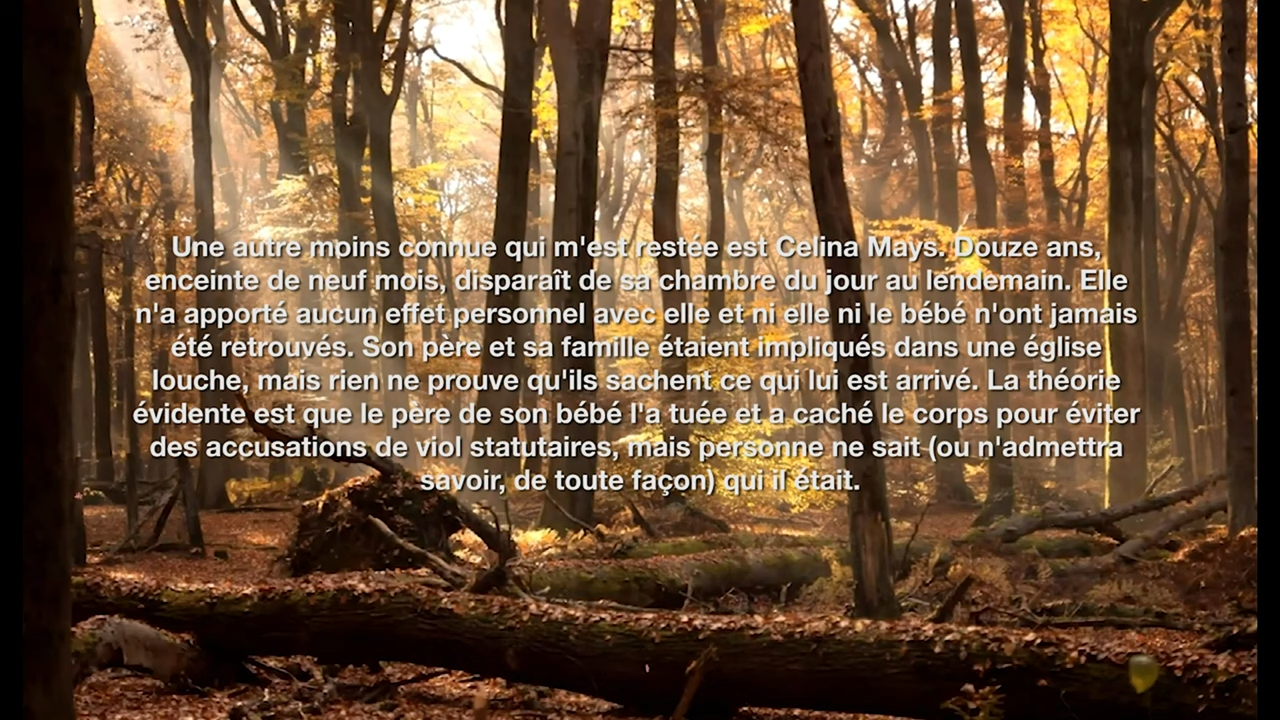 Une autre moins connue qui m'est restée est Celina Mays. Douze ans,
enceinte de neuf mois, disparaît de sa chambre du jour au lendemain. Elle
n'a apporté aucun effet personnel avec elle et ni elle ni le bébé n'ont jamais
été retrouvés. Son père et sa famille étaient impliqués dans une église
louche, mais rien ne prouve qu'ils sachent ce qui lui est arrivé. La théorie
évidente est que le père de son bébé l'a tuée et a caché le corps pour éviter
des accusations de viol statutaires, mais personne ne sait (ou n'admettra
savoir, de toute façon) qui il était.